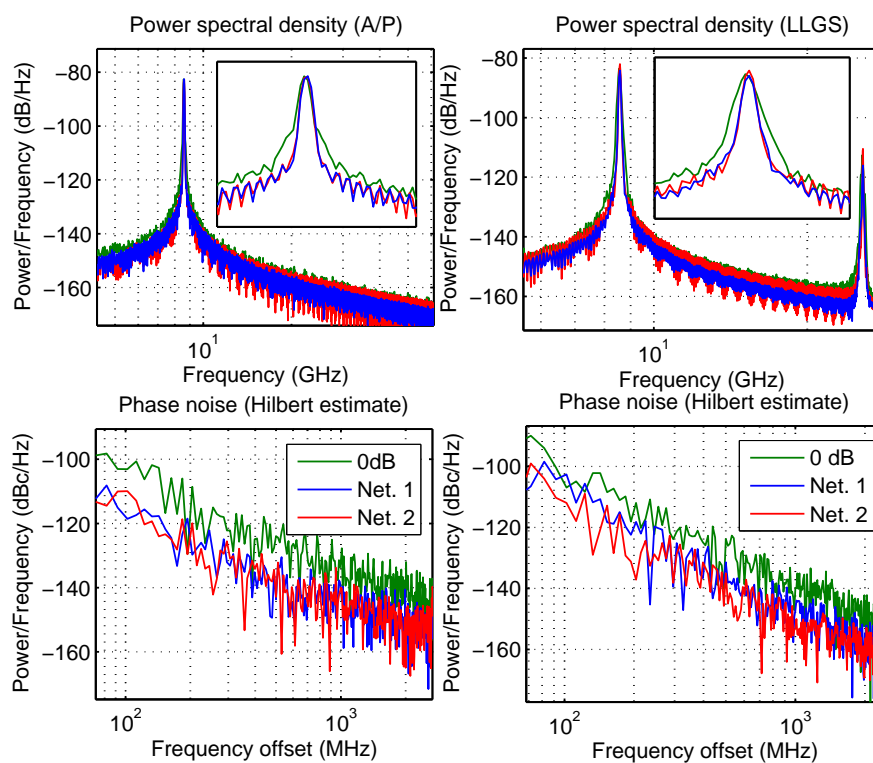 Power spectral density (A/P)
Power/Frequency (dB/Hz)
−80
−100
−120
−140
−160
10^1
Frequency (GHz)
Power spectral density (LLGS)
Power/Frequency (dB/Hz)
−80
−100
−120
−140
−160
10^1
Frequency (GHz)
Phase noise (Hilbert estimate)
Power/Frequency (dBc/Hz)
−100
−120
−140
−160
0dB
Net. 1
Net. 2
10^2
10^3
Frequency offset (MHz)
Phase noise (Hilbert estimate)
Power/Frequency (dBc/Hz)
−100
−120
−140
−160
0 dB
Net. 1
Net. 2
10^2
10^3
Frequency offset (MHz)